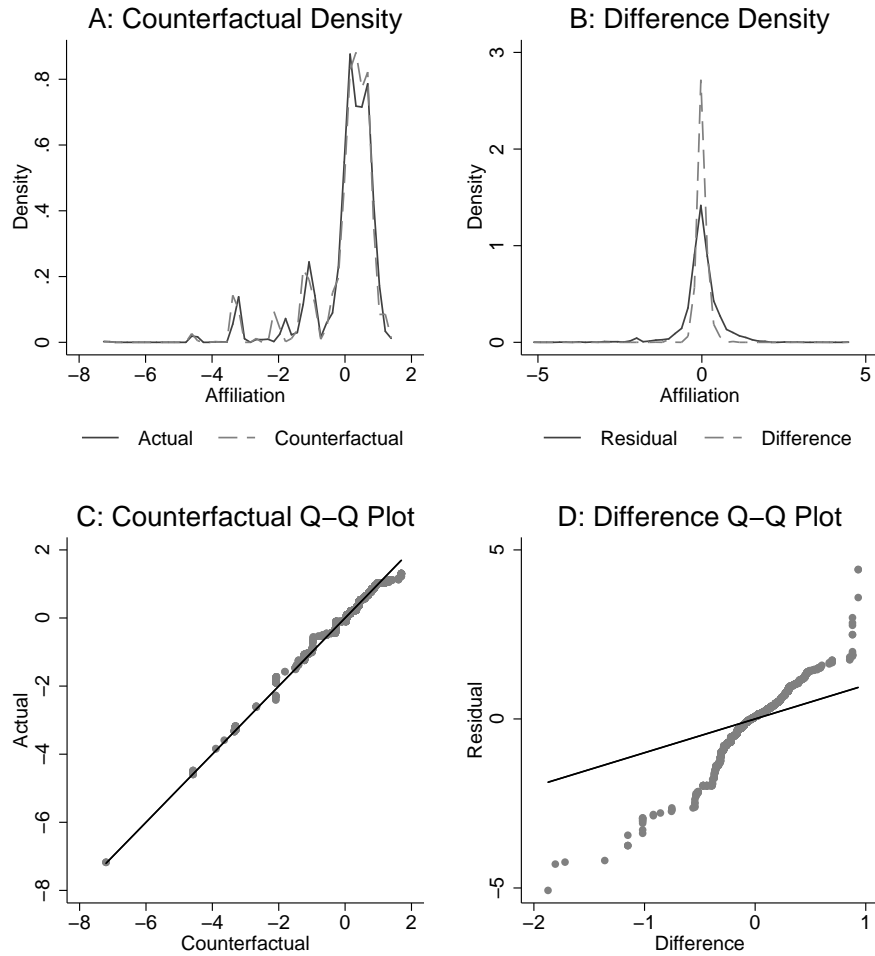 A: Counterfactual Density
.8
.6
.4
.2
0
Density
−8 −6 −4 −2 0 2
Affiliation
Actual Counterfactual
B: Difference Density
3
2
1
0
Density
−5 0 5
Affiliation
Residual Difference
C: Counterfactual Q−Q Plot
2
0
−2
−4
−6
−8
Actual
−8 −6 −4 −2 0 2
Counterfactual
D: Difference Q−Q Plot
5
0
−5
Residual
−2 −1 0 1
Difference